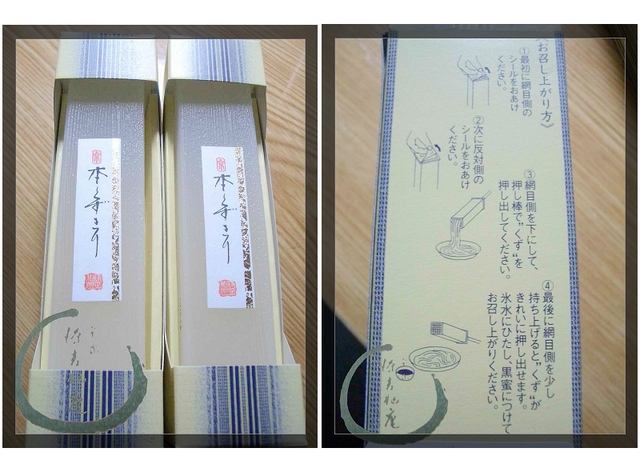 本くずきり
本くずきり
〈お召し上がり方〉
①最初に網目側の
シールをおあけ
ください。
②次に反対側の
シールをおあけ
ください。
③網目側を下にして、
押し棒で“くず”を
押し出してください。
④最後に網目側を少し
持ち上げると“くず”が
きれいに押し出せます。
氷水にひたし、黒蜜につけて
お召し上がりください。